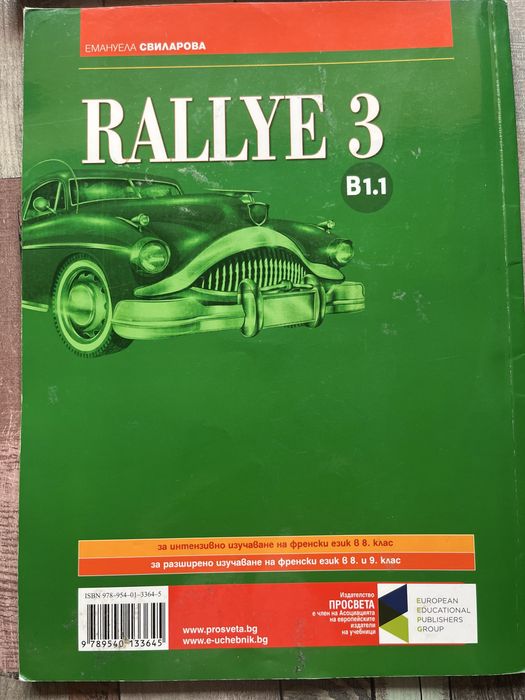 ЕМАНУЕЛА СВИЛАРОВА
RALLYE 3
B1.1
за интензивно изучаване на френски език в 8. клас
за разширено изучаване на френски език в 8. и 9. клас
ISBN 978-954-01-3364-5
9 789540 133645
www.prosveta.bg
www.e-uchebnik.bg
Издателство
ПРОСВЕТА
е член на Асоциацията
на европейските
издатели
на учебници
EUROPEAN
EDUCATIONAL
PUBLISHERS
GROUP